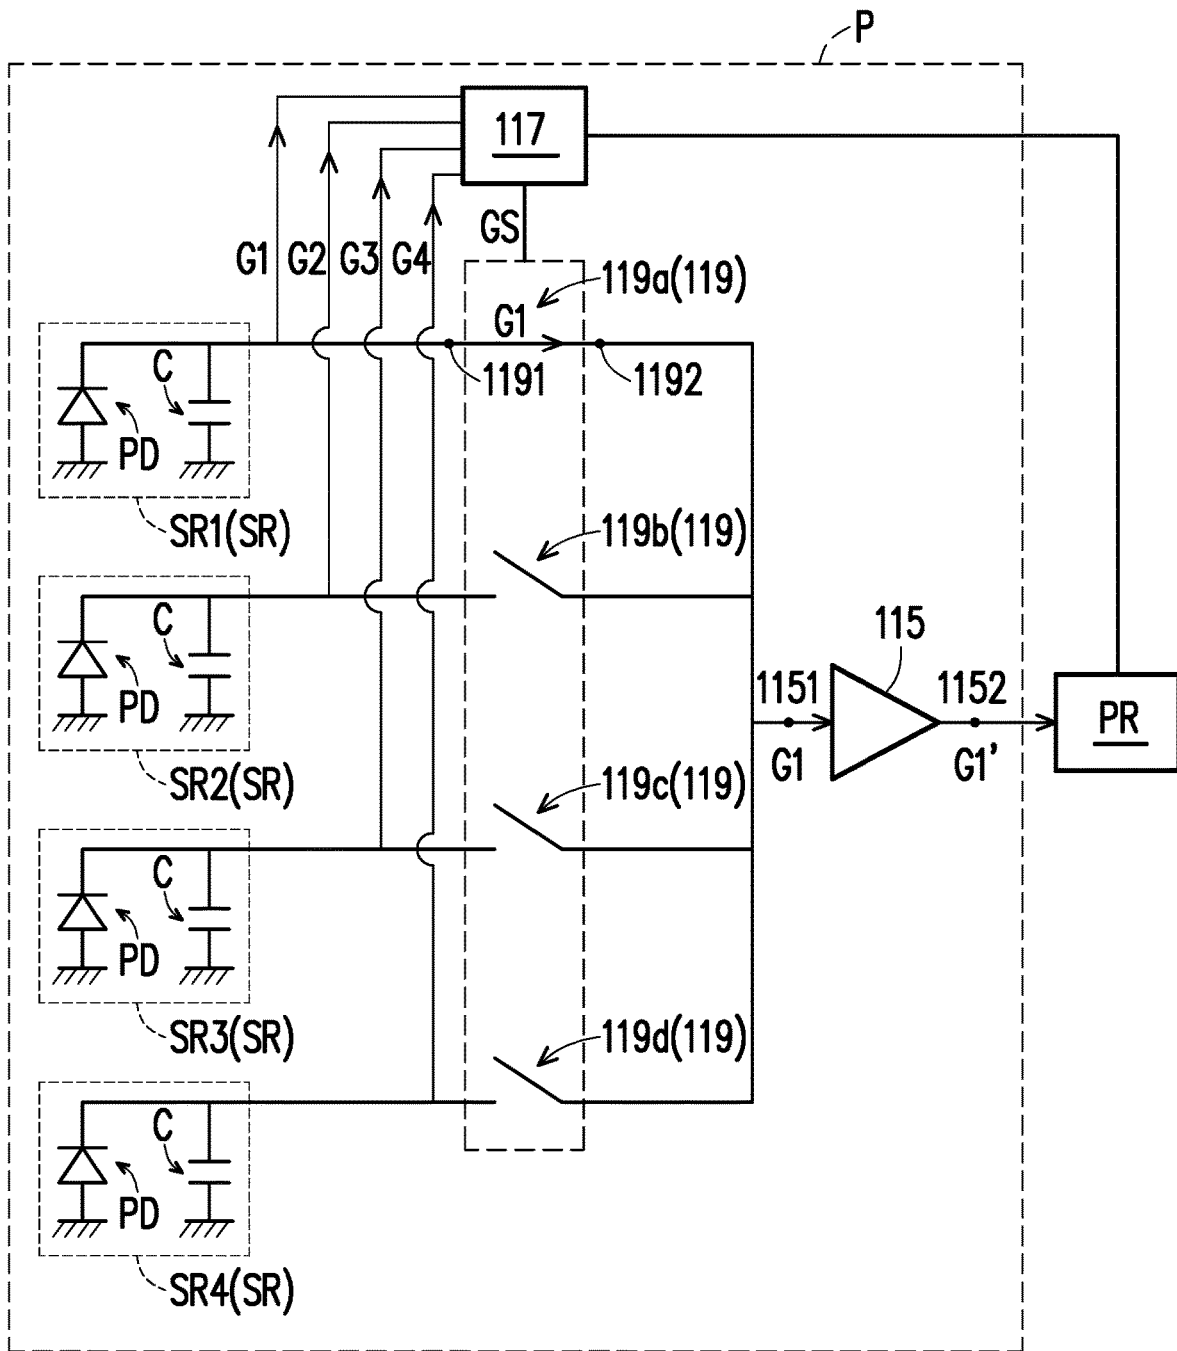 P
117
GS
G1 G2 G3 G4
119a(119)
G1
1191
1192
C
PD
SR1(SR)
119b(119)
C
PD
SR2(SR)
115
1151
1152
G1
G1'
PR
119c(119)
C
PD
SR3(SR)
119d(119)
C
PD
SR4(SR)